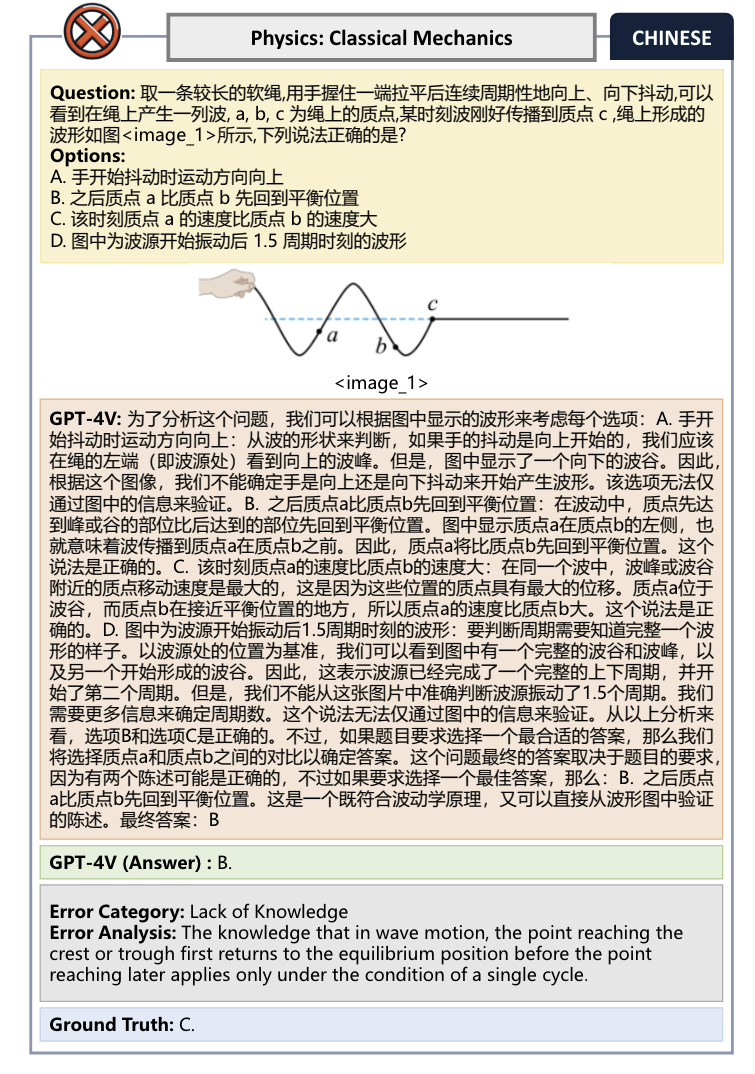 Physics: Classical Mechanics
CHINESE
Question: 取一条较长的软绳,用手握住一端拉平后连续周期性地向上、向下抖动,可以
看到在绳上产生一列波, a, b, c 为绳上的质点,某时刻波刚好传播到质点 c ,绳上形成的
波形如图<image_1>所示,下列说法正确的是?
Options:
A. 手开始抖动时运动方向向上
B. 之后质点 a 比质点 b 先回到平衡位置
C. 该时刻质点 a 的速度比质点 b 的速度大
D. 图中为波源开始振动后 1.5 周期时刻的波形
c
a
b
<image_1>
GPT-4V: 为了分析这个问题，我们可以根据图中显示的波形来考虑每个选项：A. 手开
始抖动时运动方向向上：从波的形状来判断，如果手的抖动是向上开始的，我们应该
在绳的左端（即波源处）看到向上的波峰。但是，图中显示了一个向下的波谷。因此，
根据这个图像，我们不能确定手是向上还是向下抖动来开始产生波形。该选项无法仅
通过图中的信息来验证。B. 之后质点a比质点b先回到平衡位置：在波动中，质点先达
到峰或谷的部位比后达到的部位先回到平衡位置。图中显示质点a在质点b的左侧，也
就意味着波传播到质点a在质点b之前。因此，质点a将比质点b先回到平衡位置。这个
说法是正确的。C. 该时刻质点a的速度比质点b的速度大：在同一个波中，波峰或波谷
附近的质点移动速度是最大的，这是因为这些位置的质点具有最大的位移。质点a位于
波谷，而质点b在接近平衡位置的地方，所以质点a的速度比质点b大。这个说法是正
确的。D. 图中为波源开始振动后1.5周期时刻的波形：要判断周期需要知道完整一个波
形的样子。以波源处的位置为基准，我们可以看到图中有一个完整的波谷和波峰，以
及另一个开始形成的波谷。因此，这表示波源已经完成了一个完整的上下周期，并开
始了第二个周期。但是，我们不能从这张图片中准确判断波源振动了1.5个周期。我们
需要更多信息来确定周期数。这个说法无法仅通过图中的信息来验证。从以上分析来
看，选项B和选项C是正确的。不过，如果题目要求选择一个最合适的答案，那么我们
将选择质点a和质点b之间的对比以确定答案。这个问题最终的答案取决于题目的要求，
因为有两个陈述可能是正确的，不过如果要求选择一个最佳答案，那么：B. 之后质点
a比质点b先回到平衡位置。这是一个既符合波动学原理，又可以直接从波形图中验证
的陈述。最终答案：B
GPT-4V (Answer) : B.
Error Category: Lack of Knowledge
Error Analysis: The knowledge that in wave motion, the point reaching the
crest or trough first returns to the equilibrium position before the point
reaching later applies only under the condition of a single cycle.
Ground Truth: C.